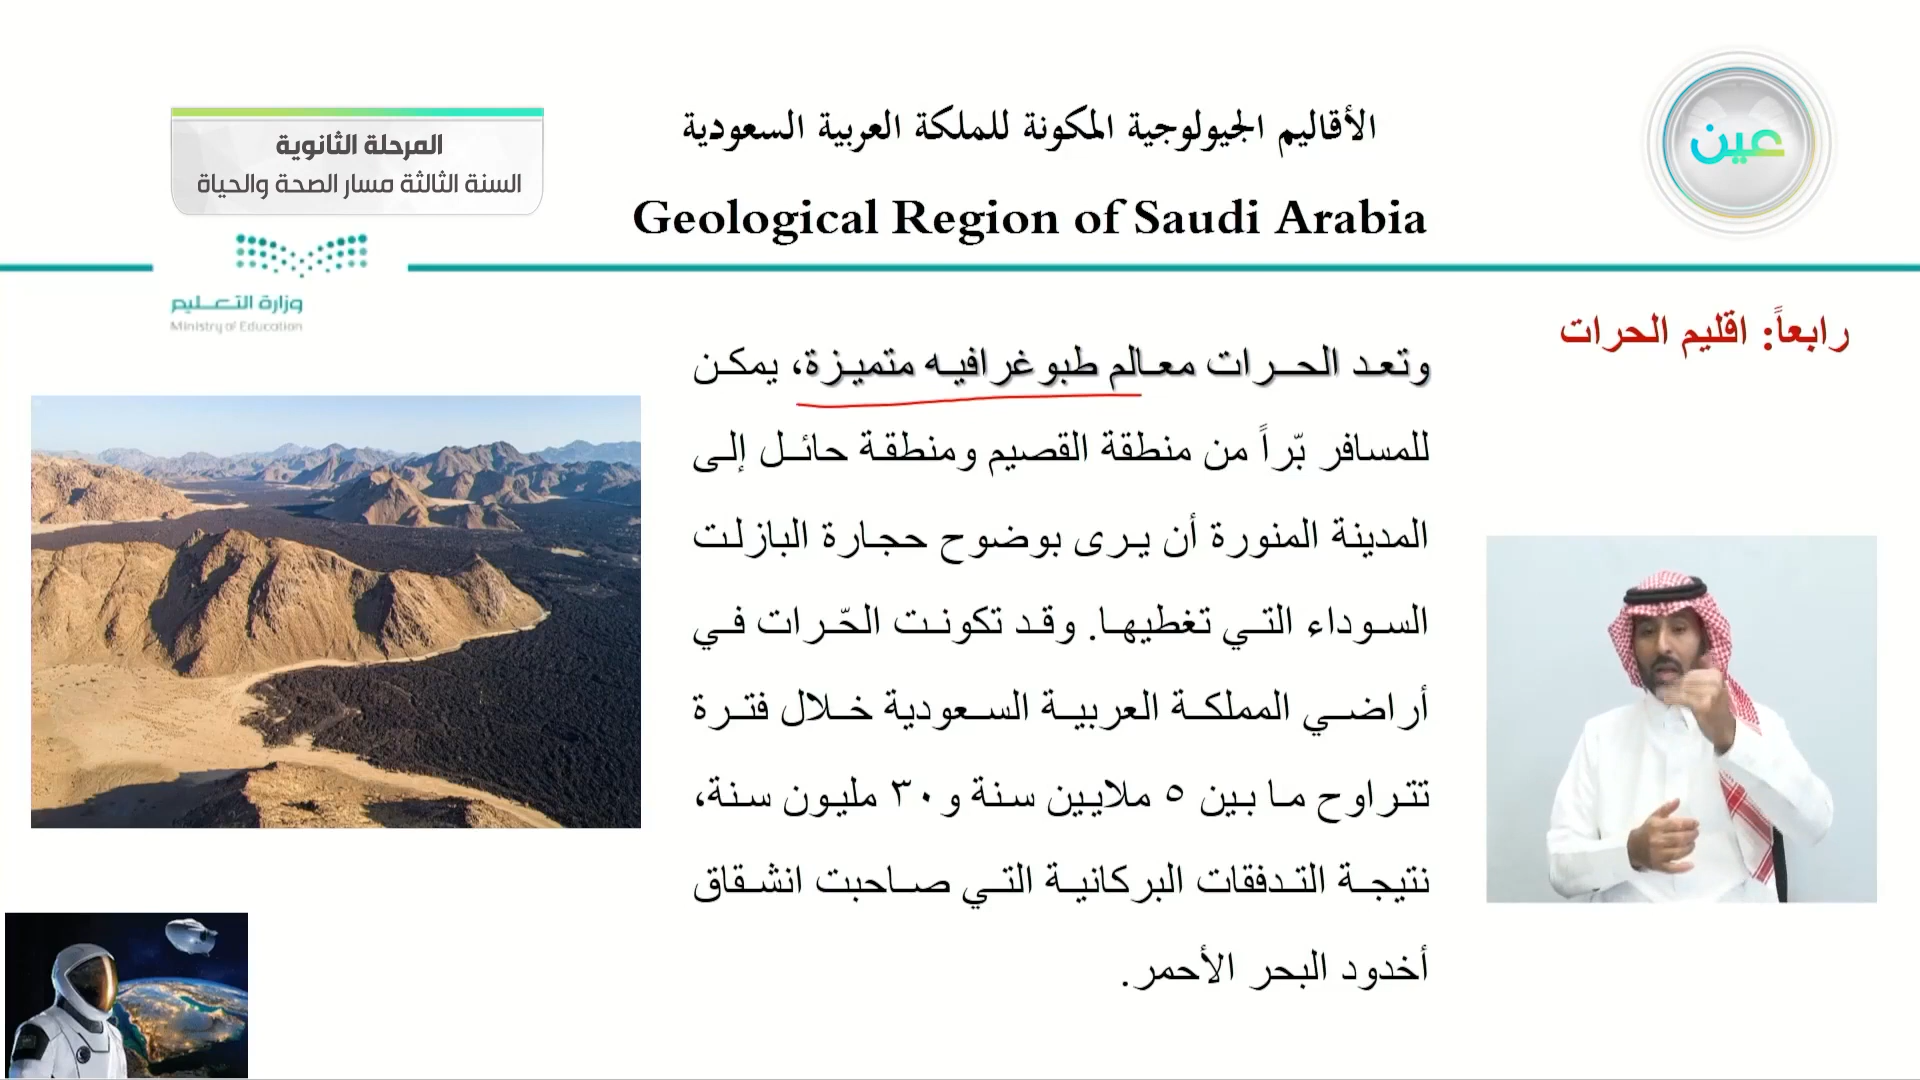 الأقاليم الجيولوجية المكونة للملكة العربية السعودية
Geological Region of Saudi Arabia
عين
المرحلة الثانوية
السنة الثالثة مسار الصحة والحياة
وزارة التعليم
Ministry of Education
رابعاً: اقليم الحرات
وتعد الحرات معالم طبوغرافيه متميزة، يمكن
للمسافر بّراً من منطقة القصيم ومنطقة حائل إلى
المدينة المنورة أن يرى بوضوح حجارة البازلت
السوداء التي تغطيها. وقد تكونت الحّرات في
أراضي المملكة العربية السعودية خلال فترة
تتراوح ما بين ٥ ملايين سنة و٣٠ مليون سنة،
نتيجة التدفقات البركانية التي صاحبت انشقاق
أخدود البحر الأحمر.